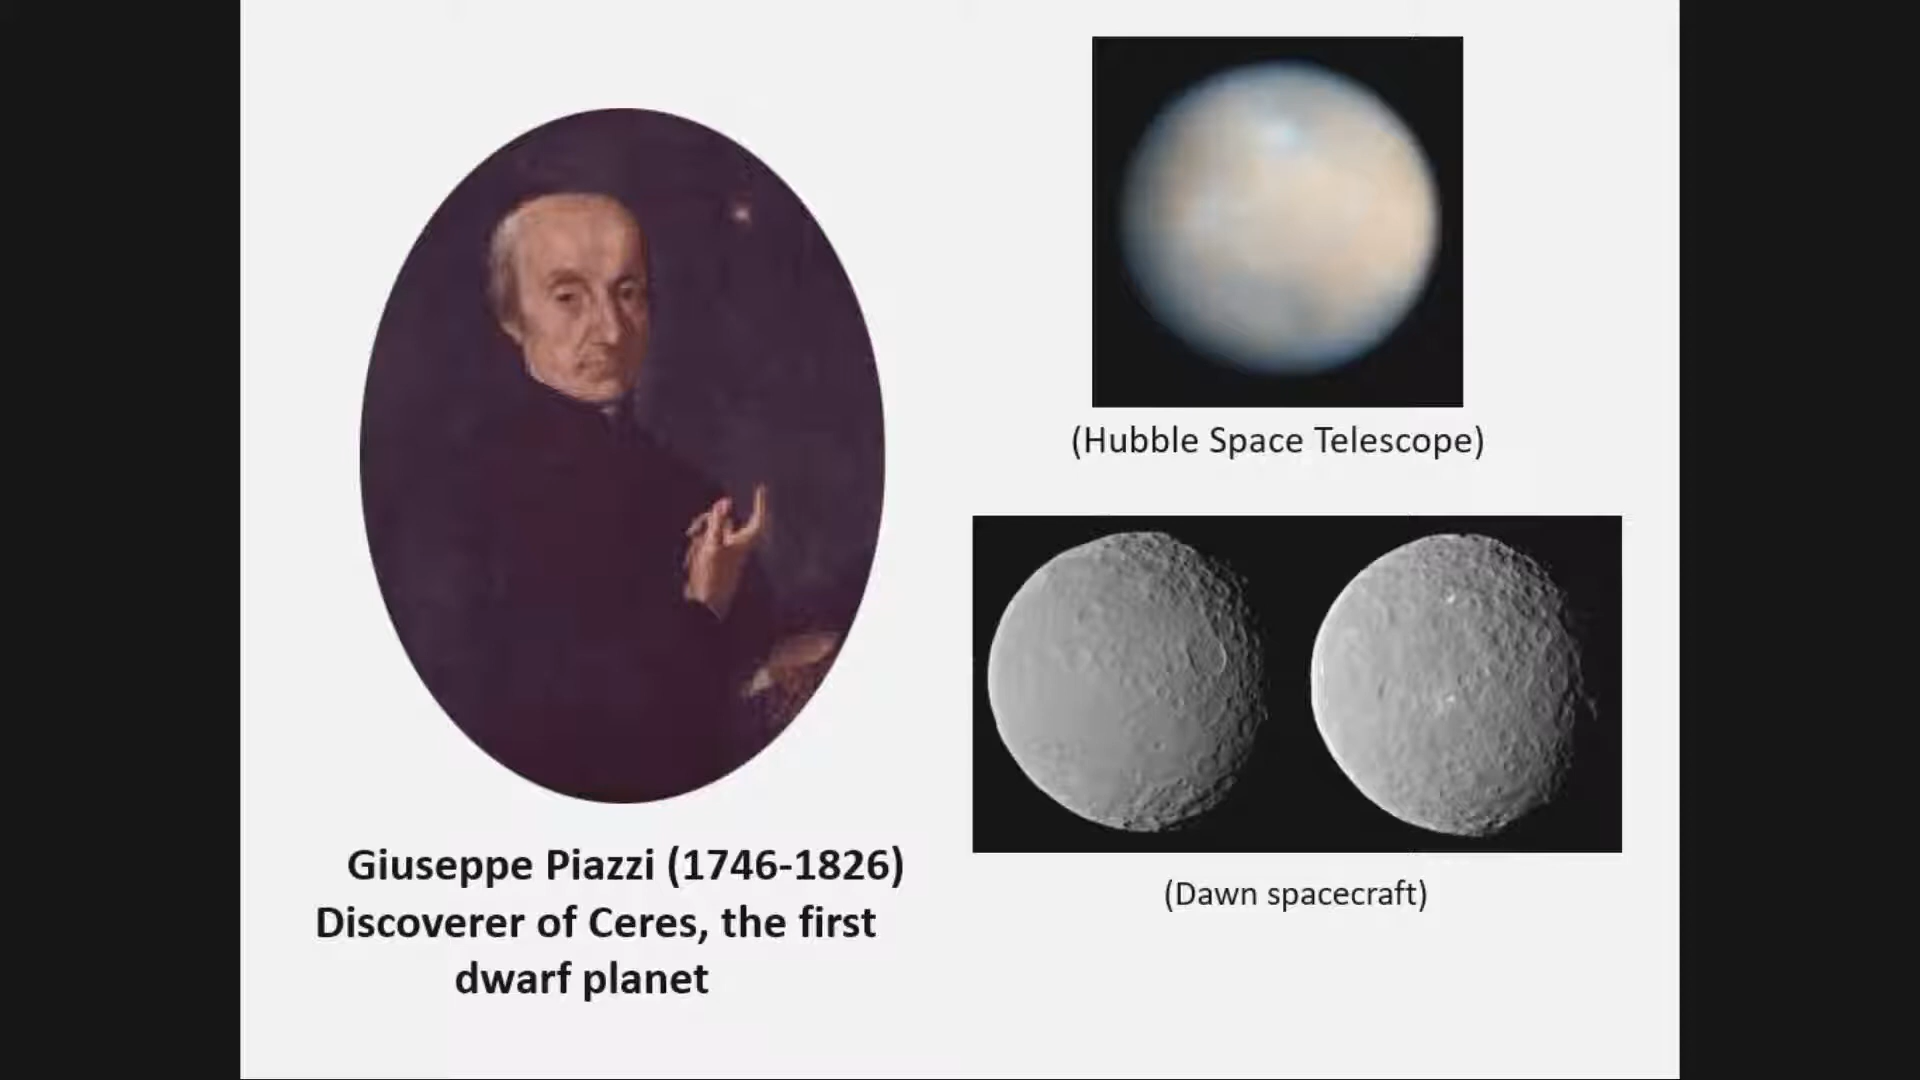 (Hubble Space Telescope)
(Dawn spacecraft)
Giuseppe Piazzi (1746-1826)
Discoverer of Ceres, the first
dwarf planet